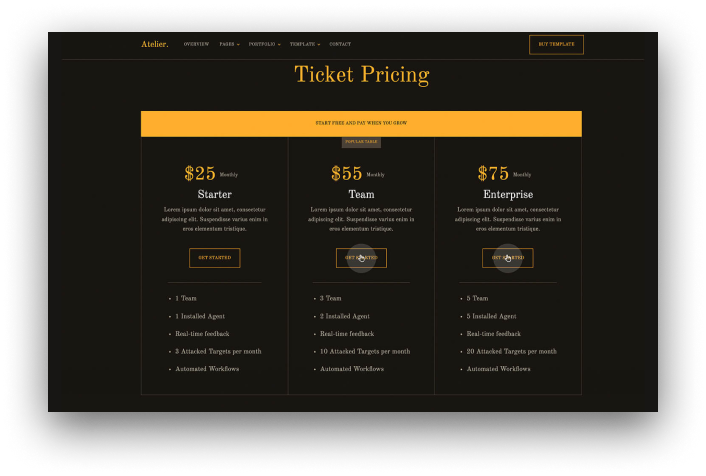 Atelier.
OVERVIEW PAGES PORTFOLIO TEMPLATE CONTACT
BUY TEMPLATE
Ticket Pricing
START FREE AND PAY WHEN YOU GROW
POPULAR TABLE
$25 Monthly
Starter
Lorem ipsum dolor sit amet, consectetur
adipiscing elit. Suspendisse varius enim in
eros elementum tristique.
GET STARTED
• 1 Team
• 1 Installed Agent
• Real-time feedback
• 3 Attacked Targets per month
• Automated Workflows
$55 Monthly
Team
Lorem ipsum dolor sit amet, consectetur
adipiscing elit. Suspendisse varius enim in
eros elementum tristique.
GET STARTED
• 3 Team
• 2 Installed Agent
• Real-time feedback
• 10 Attacked Targets per month
• Automated Workflows
$75 Monthly
Enterprise
Lorem ipsum dolor sit amet, consectetur
adipiscing elit. Suspendisse varius enim in
eros elementum tristique.
GET STARTED
• 5 Team
• 5 Installed Agent
• Real-time feedback
• 20 Attacked Targets per month
• Automated Workflows